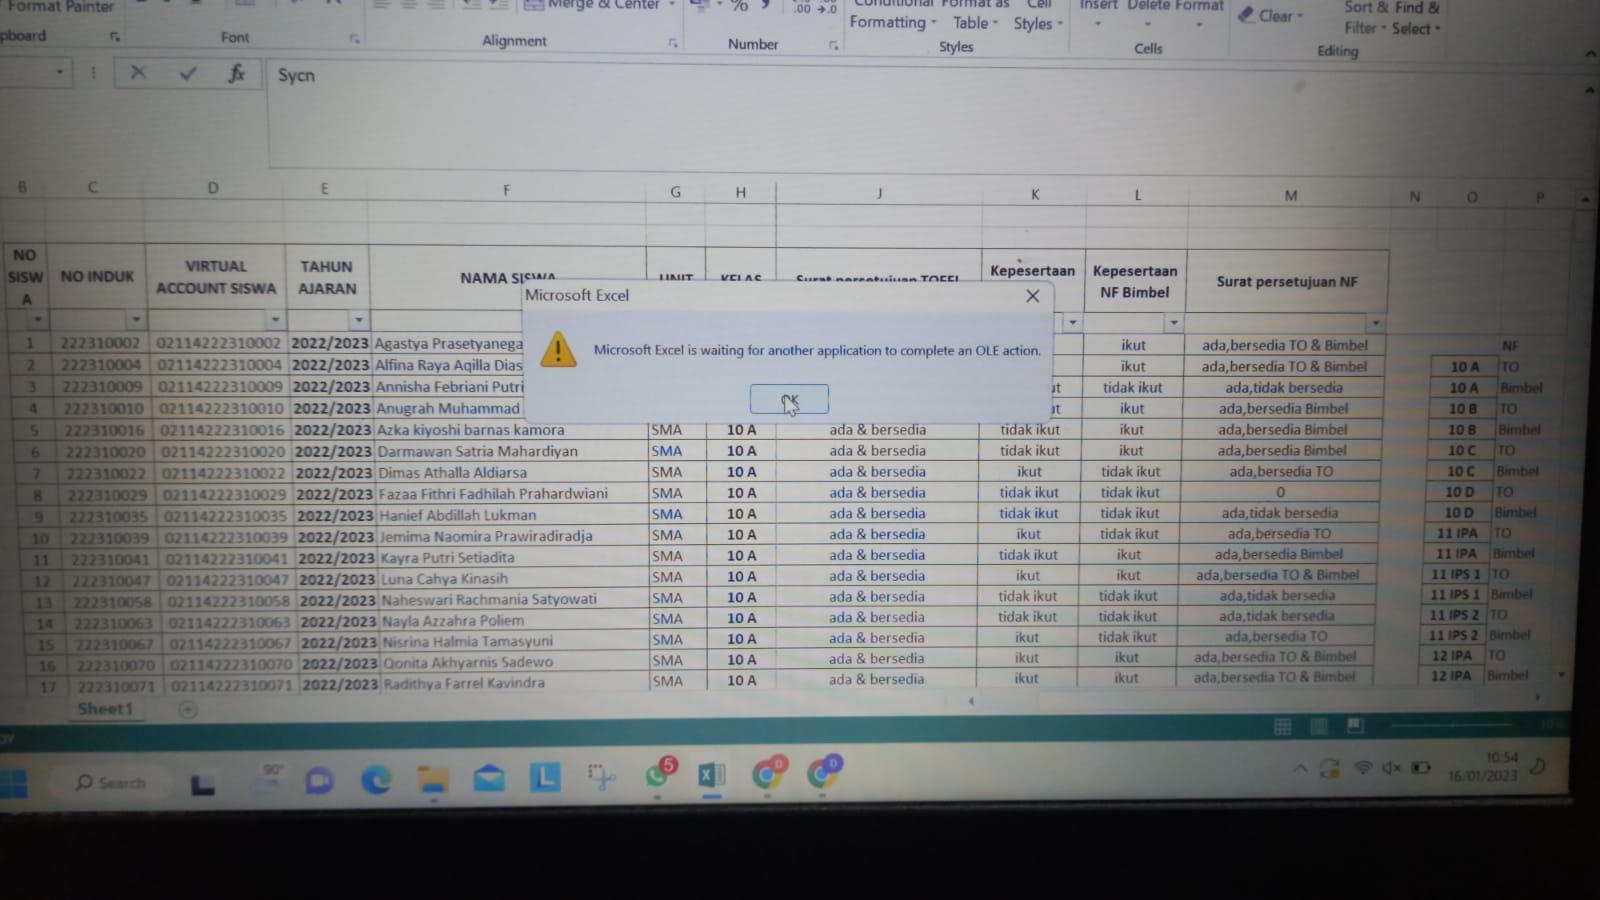 Format Painter
Merge & Center
% .00 →.0
Conditional Format as Cell
Formatting Table Styles
Insert Delete Format
Clear
Sort & Find &
Filter Select
Font
Alignment
Number
Styles
Cells
Editing
fx Sycn
B C D E F G H J K L M N O P
NO SISWA NO INDUK VIRTUAL ACCOUNT SISWA TAHUN AJARAN NAMA SISWA UNIT KELAS Surat persetujuan TOEFL Kepesertaan Kepesertaan NF Bimbel Surat persetujuan NF
Microsoft Excel
Microsoft Excel is waiting for another application to complete an OLE action.
OK
1 222310002 02114222310002 2022/2023 Agastya Prasetyanega ikut ada,bersedia TO & Bimbel NF
2 222310004 02114222310004 2022/2023 Alfina Raya Aqilla Dias ikut ada,bersedia TO & Bimbel 10 A TO
3 222310009 02114222310009 2022/2023 Annisha Febriani Putri tidak ikut ada,tidak bersedia 10 A Bimbel
4 222310010 02114222310010 2022/2023 Anugrah Muhammad ikut ada,bersedia Bimbel 10 B TO
5 222310016 02114222310016 2022/2023 Azka kiyoshi barnas kamora SMA 10 A ada & bersedia tidak ikut ikut ada,bersedia Bimbel 10 B Bimbel
6 222310020 02114222310020 2022/2023 Darmawan Satria Mahardiyan SMA 10 A ada & bersedia tidak ikut ikut ada,bersedia Bimbel 10 C TO
7 222310022 02114222310022 2022/2023 Dimas Athalla Aldiarsa SMA 10 A ada & bersedia ikut tidak ikut ada,bersedia TO 10 C Bimbel
8 222310029 02114222310029 2022/2023 Fazaa Fithri Fadhilah Prahardwiani SMA 10 A ada & bersedia tidak ikut tidak ikut 0 10 D TO
9 222310035 02114222310035 2022/2023 Hanief Abdillah Lukman SMA 10 A ada & bersedia tidak ikut tidak ikut ada,tidak bersedia 10 D Bimbel
10 222310039 02114222310039 2022/2023 Jemima Naomira Prawiradiradja SMA 10 A ada & bersedia ikut tidak ikut ada,bersedia TO 11 IPA TO
11 222310041 02114222310041 2022/2023 Kayra Putri Setiadita SMA 10 A ada & bersedia tidak ikut ikut ada,bersedia Bimbel 11 IPA Bimbel
12 222310047 02114222310047 2022/2023 Luna Cahya Kinasih SMA 10 A ada & bersedia ikut ikut ada,bersedia TO & Bimbel 11 IPS 1 TO
13 222310058 02114222310058 2022/2023 Naheswari Rachmania Satyowati SMA 10 A ada & bersedia tidak ikut tidak ikut ada,tidak bersedia 11 IPS 1 Bimbel
14 222310063 02114222310063 2022/2023 Nayla Azzahra Poliem SMA 10 A ada & bersedia tidak ikut tidak ikut ada,tidak bersedia 11 IPS 2 TO
15 222310067 02114222310067 2022/2023 Nisrina Halmia Tamasyuni SMA 10 A ada & bersedia ikut tidak ikut ada,bersedia TO 11 IPS 2 Bimbel
16 222310070 02114222310070 2022/2023 Qonita Akhyarnis Sadewo SMA 10 A ada & bersedia ikut ikut ada,bersedia TO & Bimbel 12 IPA TO
17 222310071 02114222310071 2022/2023 Radithya Farrel Kavindra SMA 10 A ada & bersedia ikut ikut ada,bersedia TO & Bimbel 12 IPA Bimbel
Sheet1
Search
90°
L
5
D
D
10:54
16/01/2023